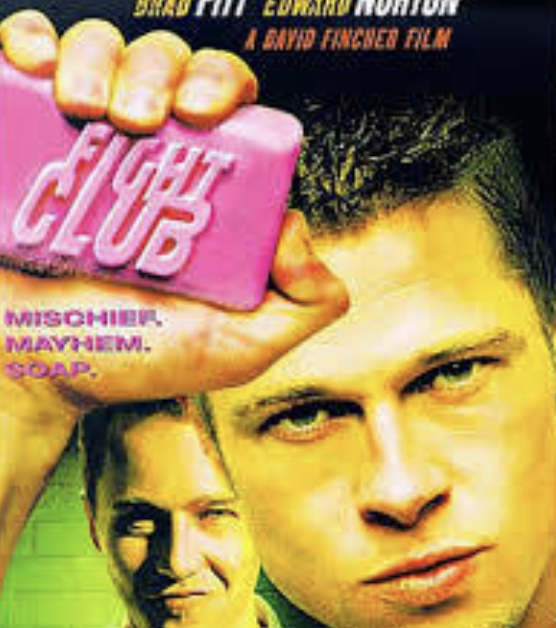 BRAD PITT EDWARD NORTON
A DAVID FINCHER FILM
FIGHT
CLUB
MISCHIEF.
MAYHEM.
SOAP.